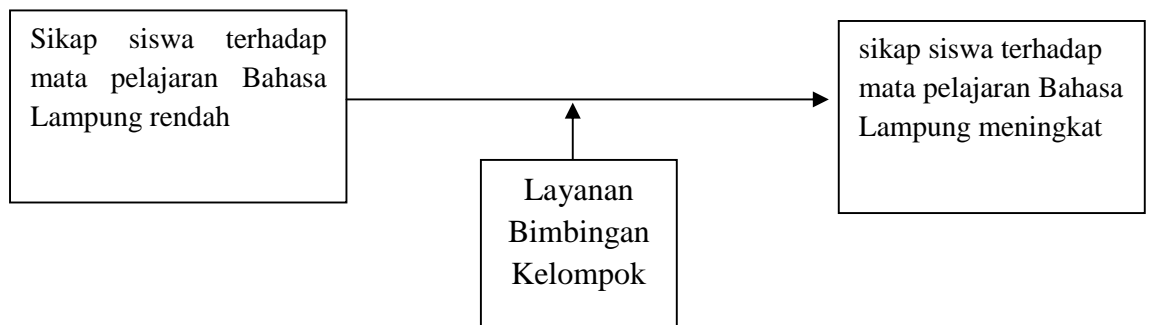 Sikap siswa terhadap
mata pelajaran Bahasa
Lampung rendah
sikap siswa terhadap
mata pelajaran Bahasa
Lampung meningkat
Layanan
Bimbingan
Kelompok